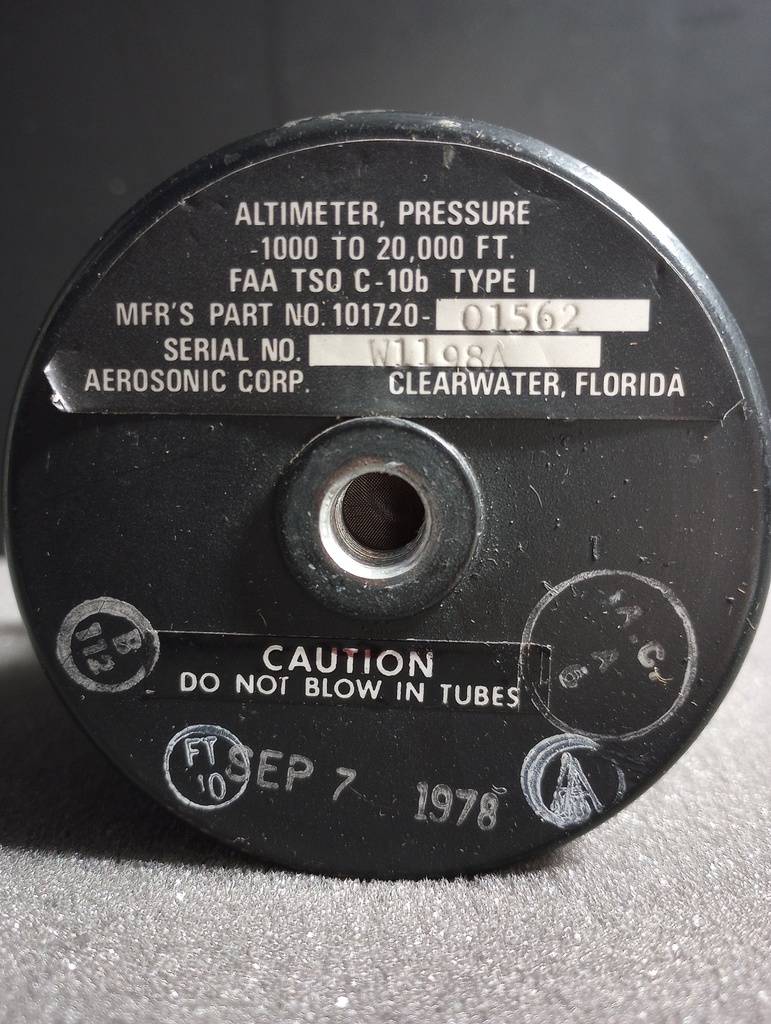 ALTIMETER, PRESSURE
-1000 TO 20,000 FT.
FAA TSO C-10b TYPE I
MFR'S PART NO. 101720- 01562
SERIAL NO. W1198A
AEROSONIC CORP. CLEARWATER, FLORIDA
B
112
CAUTION
DO NOT BLOW IN TUBES
A.C.
A
6
FT
10
SEP 7 1978
A